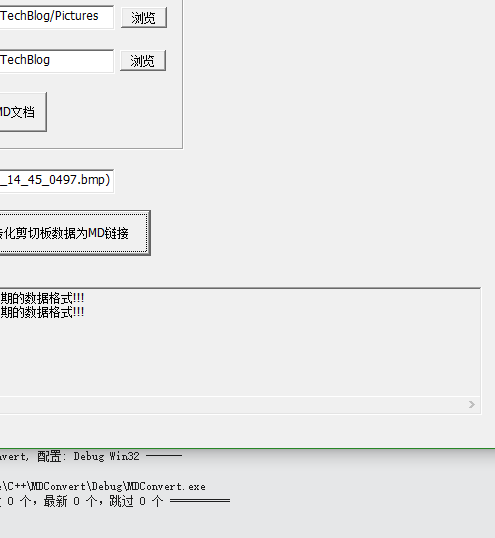 TechBlog/Pictures 浏览
TechBlog 浏览
MD文档
_14_45_0497.bmp)
转化剪切板数据为MD链接
期的数据格式!!!
期的数据格式!!!
nvert, 配置: Debug Win32 ------
e\C++\MDConvert\Debug\MDConvert.exe
0 个，最新 0 个，跳过 0 个 ==========